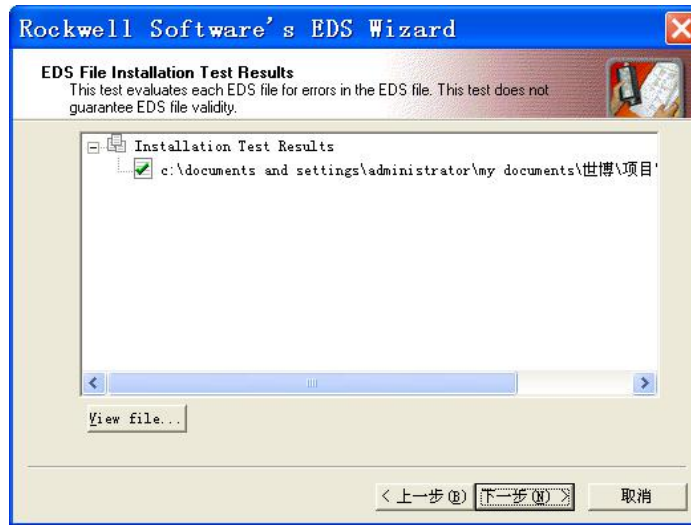 Rockwell Software's EDS Wizard
EDS File Installation Test Results
This test evaluates each EDS file for errors in the EDS file. This test does not
guarantee EDS file validity.
Installation Test Results
c:\documents and settings\administrator\my documents\世博\项目'
View file...
< 上一步(B) 下一步(N) > 取消